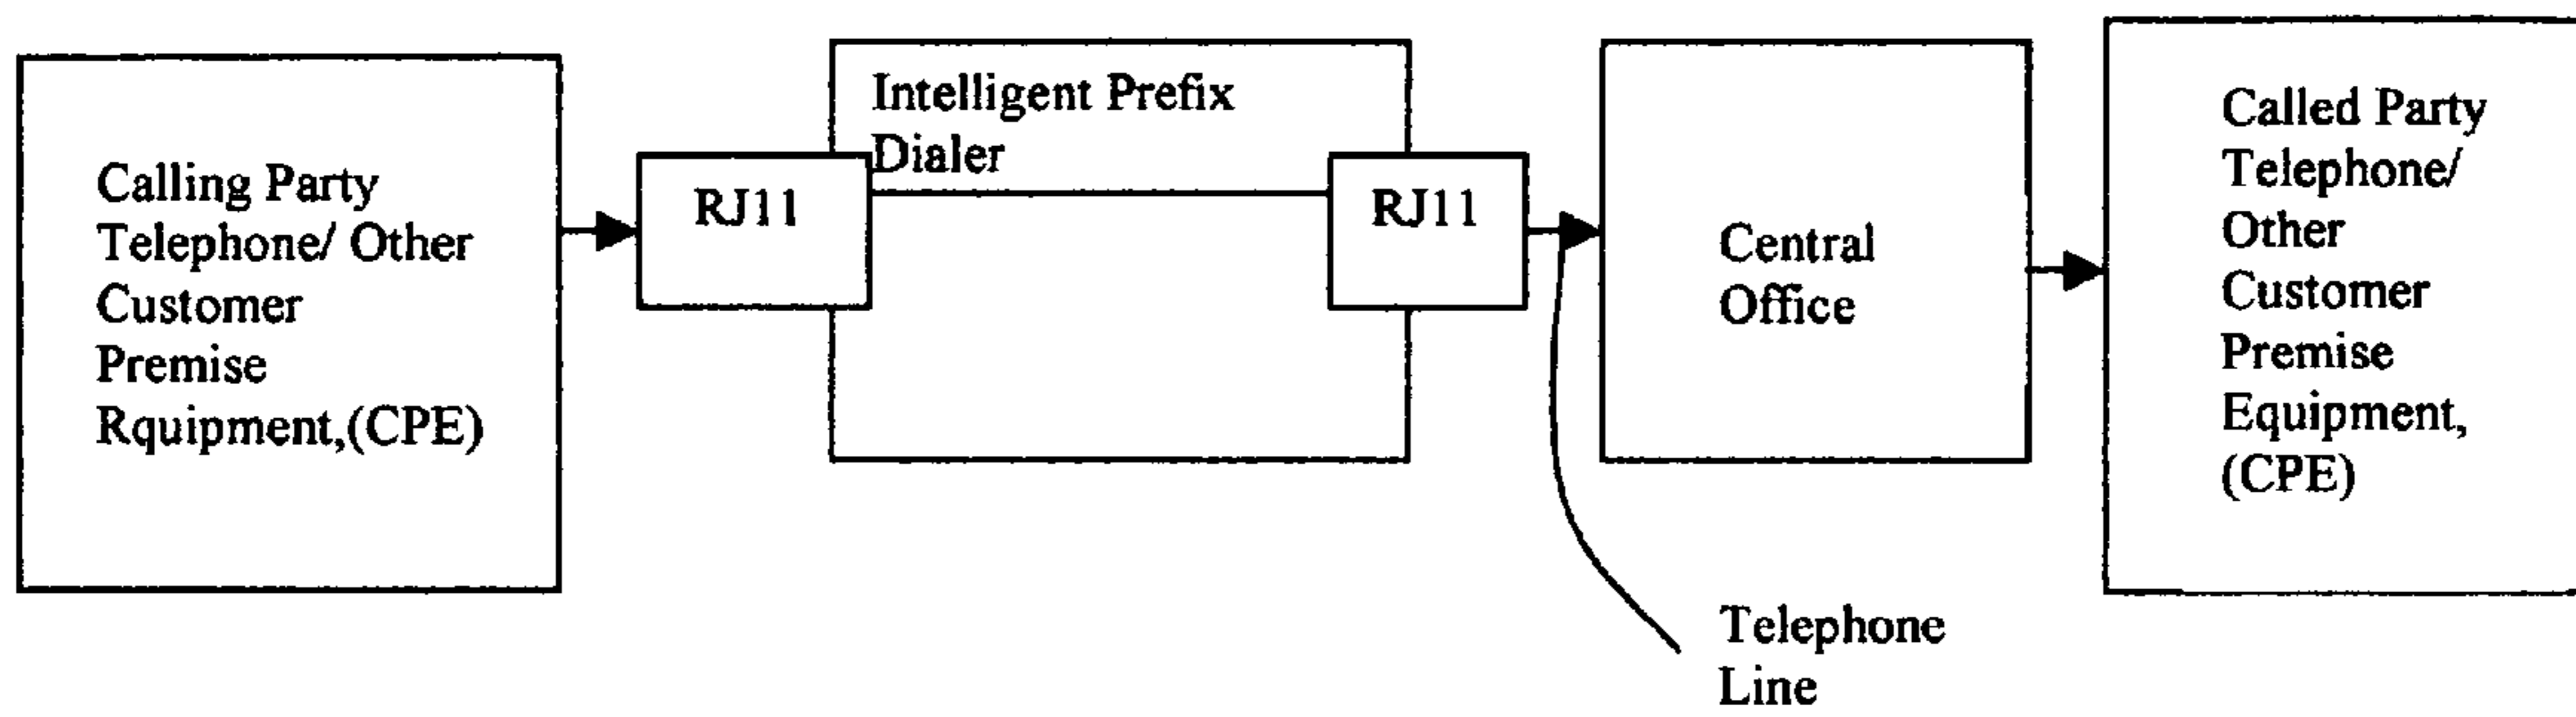 Calling Party
Telephone/ Other
Customer
Premise
Rquipment,(CPE)
RJ11
Intelligent Prefix
Dialer
RJ11
Central
Office
Telephone
Line
Called Party
Telephone/
Other
Customer
Premise
Equipment,
(CPE)